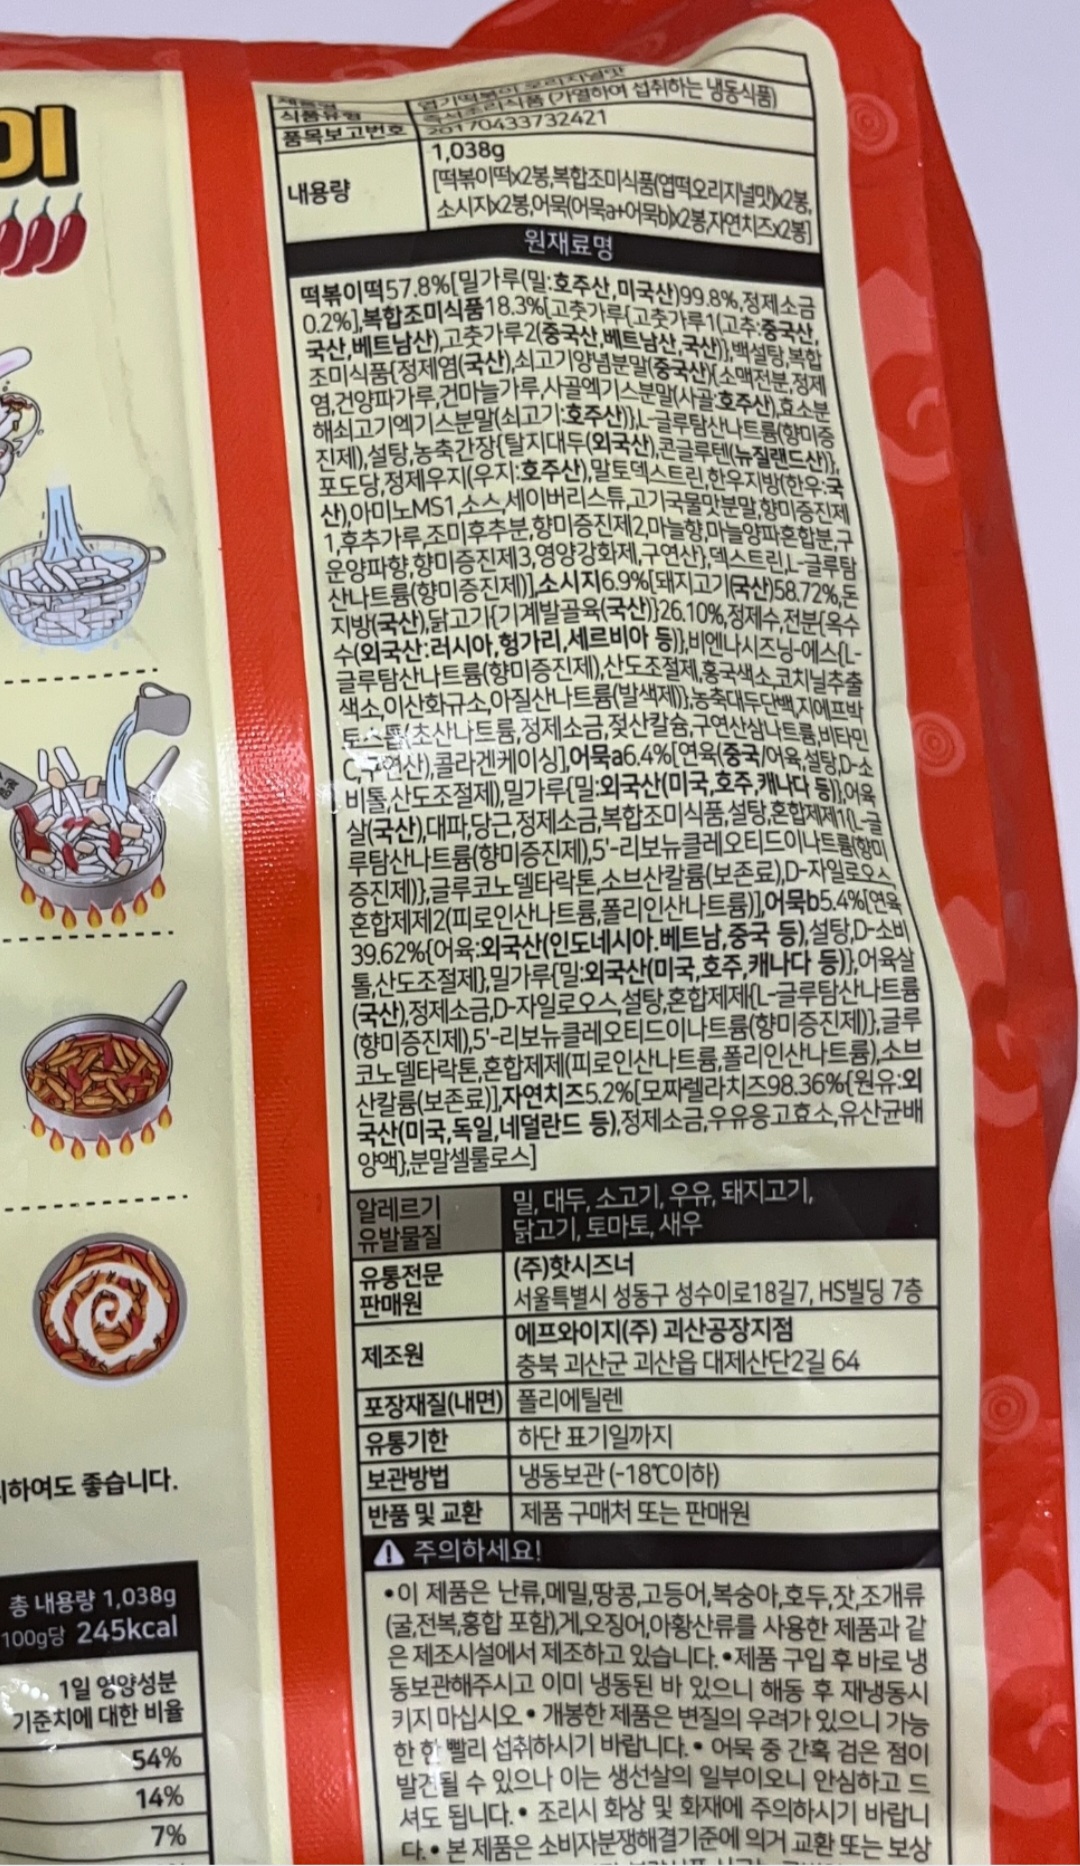 이
식품유형 즉석조리식품 (가열하여 섭취하는 냉동식품)
품목보고번호 201704337324​21
내용량 1,038g
[떡볶이떡x2봉,복합조미식품(엽떡오리지널맛)x2봉,
소시지x2봉,어묵(어묵a+어묵b)x2봉,자연치즈x2봉]
원재료명
떡볶이떡57.8%[밀가루(밀:호주산,미국산)99.8%,정제소금
0.2%],복합조미식품18.3%[고춧가루{고춧가루1(고추:중국산,
국산,베트남산),고춧가루2(중국산,베트남산,국산)},백설탕,복합
조미식품{정제염(국산),쇠고기양념분말(중국산)(소맥전분,정제
염,건양파가루,건마늘가루,사골엑기스분말(사골:호주산),효소분
해쇠고기엑기스분말(쇠고기:호주산)),L-글루탐산나트륨(향미증
진제),설탕,농축간장{탈지대두(외국산),콘글루텐(뉴질랜드산)},
포도당,정제우지(우지:호주산),말토덱스트린,한우지방(한우:국
산),아미노MS1,소스,세이버리스튜,고기국물맛분말,향미증진제
1,후추가루,조미후추분,향미증진제2,마늘향,마늘양파혼합분,구
운양파향,향미증진제3,영양강화제,구연산},덱스트린,L-글루탐
산나트륨(향미증진제)],소시지6.9%[돼지고기(국산)58.72%,돈
지방(국산),닭고기{기계발골육(국산)}26.10%,정제수,전분{옥수
수(외국산:러시아,헝가리,세르비아 등)},비엔나시즈닝-에스{L-
글루탐산나트륨(향미증진제),산도조절제,홍국색소,코치닐추출
색소,이산화규소,아질산나트륨(발색제)},농축대두단백,지에프박
(초산나트륨,정제소금,젖산칼슘,구연산삼나트륨,비타민
C,구연산),콜라겐케이싱],어묵a6.4%[연육(중국/어육,설탕,D-소
비톨,산도조절제),밀가루{밀:외국산(미국,호주,캐나다 등)},어육
살(국산),대파,당근,정제소금,복합조미식품,설탕,혼합제제1{L-글
루탐산나트륨(향미증진제),5'-리보뉴클레오티드이나트륨(향미
증진제)},글루코노델타락톤,소브산칼륨(보존료),D-자일로오스,
혼합제제2(피로인산나트륨,폴리인산나트륨)],어묵b5.4%[연육
39.62%{어육:외국산(인도네시아.베트남,중국 등),설탕,D-소비
톨,산도조절제},밀가루{밀:외국산(미국,호주,캐나다 등)},어육살
(국산),정제소금,D-자일로오스,설탕,혼합제제{L-글루탐산나트륨
(향미증진제),5'-리보뉴클레오티드이나트륨(향미증진제)},글루
코노델타락톤,혼합제제(피로인산나트륨,폴리인산나트륨),소브
산칼륨(보존료)],자연치즈5.2%[모짜렐라치즈98.36%{원유:외
국산(미국,독일,네덜란드 등),정제소금,우유응고효소,유산균배
양액},분말셀룰로스]
알레르기
유발물질
밀, 대두, 소고기, 우유, 돼지고기,
닭고기, 토마토, 새우
유통전문
판매원
(주)핫시즈너
서울특별시 성동구 성수이로18길7, HS빌딩 7층
제조원
에프와이지(주) 괴산공장지점
충북 괴산군 괴산읍 대제산단2길 64
포장재질(내면) 폴리에틸렌
유통기한 하단 표기일까지
보관방법 냉동보관 (-18℃이하)
반품 및 교환 제품 구매처 또는 판매원
주의하세요!
•이 제품은 난류,메밀,땅콩,고등어,복숭아,호두,잣,조개류
(굴,전복,홍합 포함),게,오징어,아황산류를 사용한 제품과 같
은 제조시설에서 제조하고 있습니다.•제품 구입 후 바로 냉
동보관해주시고 이미 냉동된 바 있으니 해동 후 재냉동시
키지 마십시오.• 개봉한 제품은 변질의 우려가 있으니 가능
한 한 빨리 섭취하시기 바랍니다.• 어묵 중 간혹 검은 점이
발견될 수 있으나 이는 생선살의 일부이오니 안심하고 드
셔도 됩니다.• 조리시 화상 및 화재에 주의하시기 바랍니
다.• 본 제품은 소비자분쟁해결기준에 의거 교환 또는 보상
하여도 좋습니다.
총 내용량 1,038g
100g당 245kcal
1일 영양성분
기준치에 대한 비율
54%
14%
7%